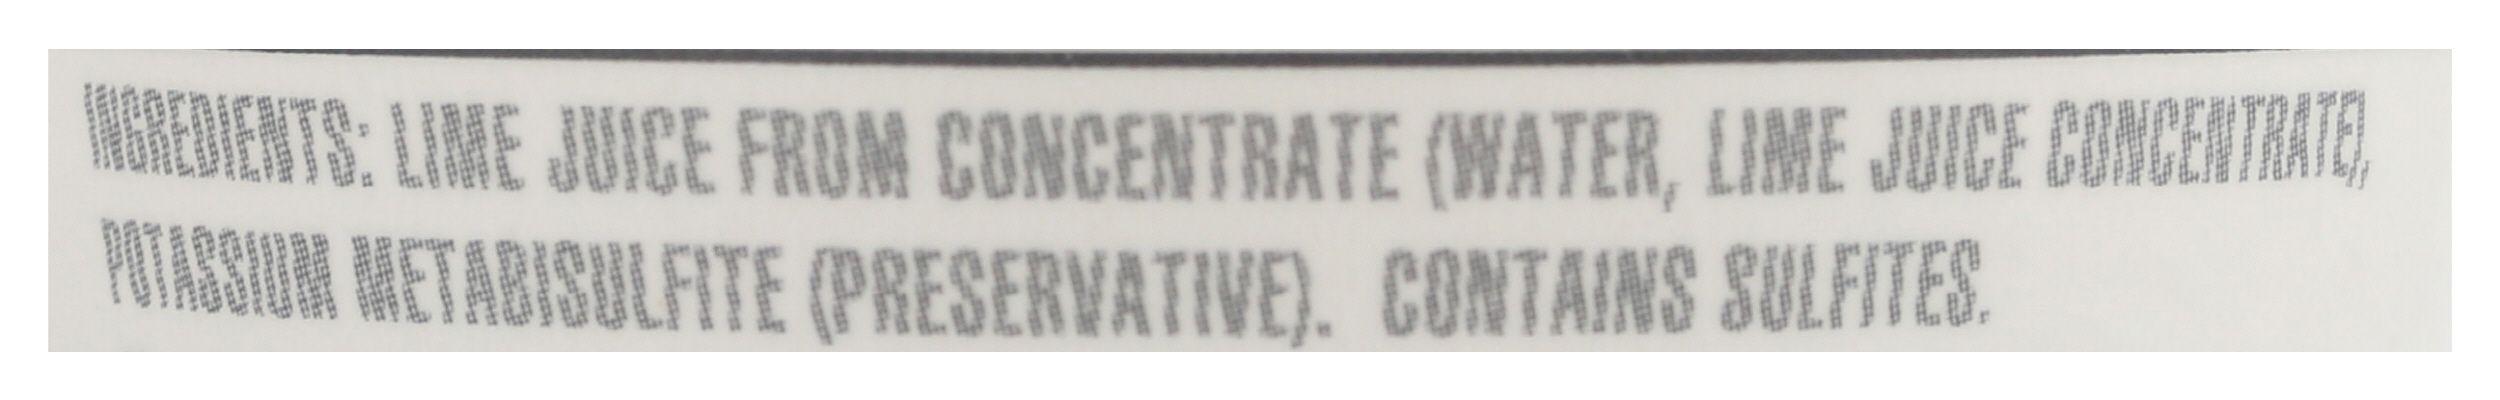 INGREDIENTS: LIME JUICE FROM CONCENTRATE (WATER, LIME JUICE CONCENTRATE),
POTASSIUM METABISULFITE (PRESERVATIVE). CONTAINS SULFITES.